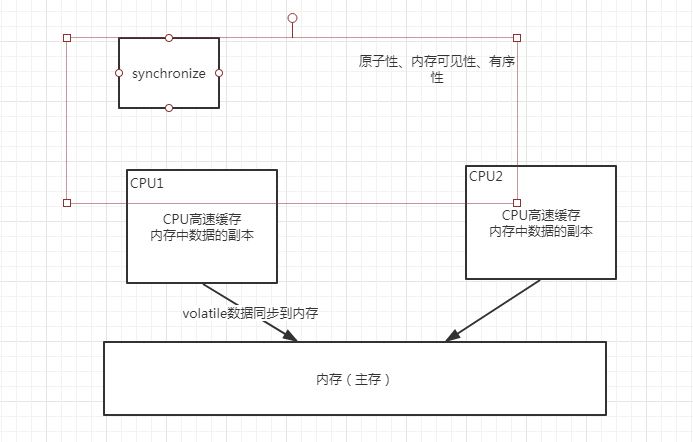 synchronize
原子性、内存可见性、有序
性
CPU1
CPU高速缓存
内存中数据的副本
CPU2
CPU高速缓存
内存中数据的副本
volatile数据同步到内存
内存（主存）